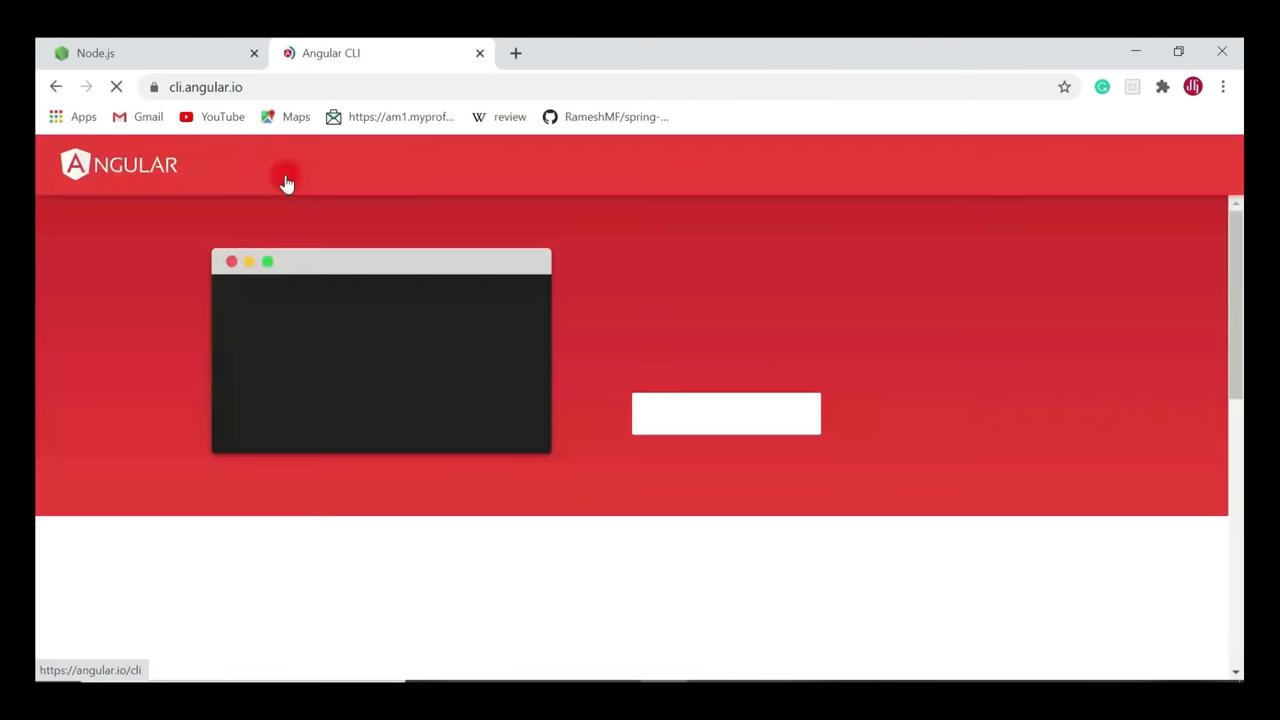 Node.js
Angular CLI
cli.angular.io
Apps
Gmail
YouTube
Maps
https://am1.myprof...
W review
RameshMF/spring-...
ANGULAR
https://angular.io/cli